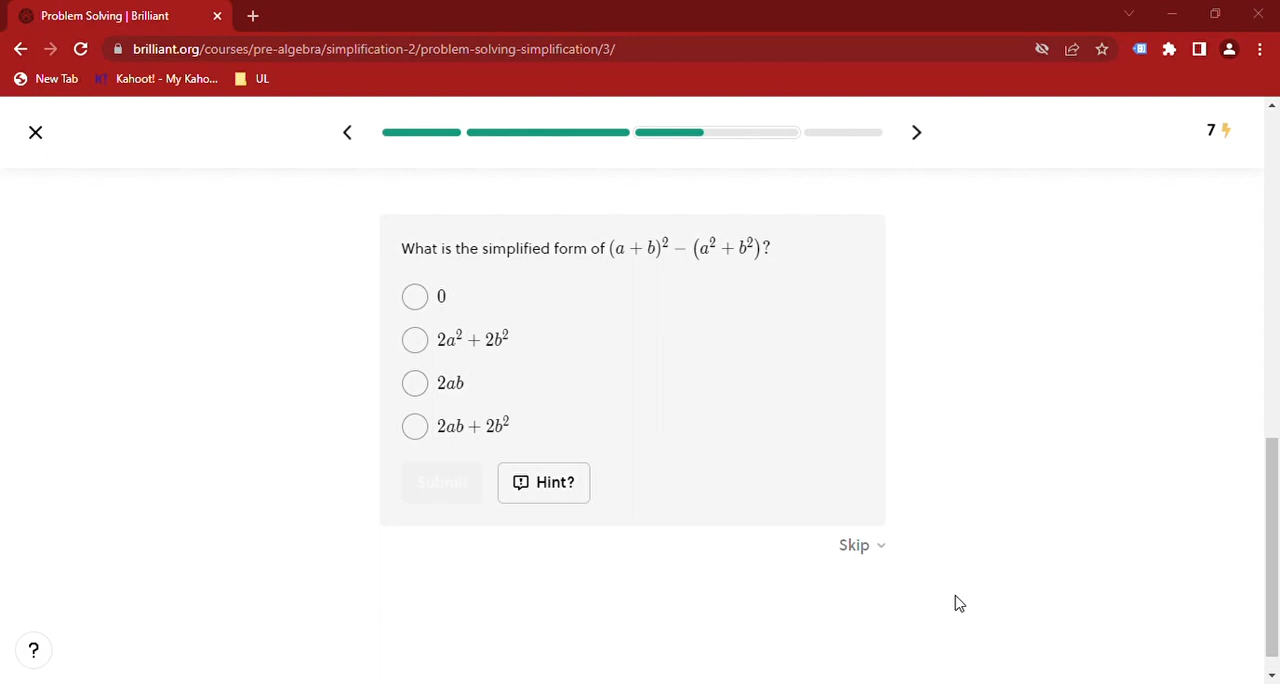 Problem Solving | Brilliant
brilliant.org/courses/pre-algebra/simplification-2/problem-solving-simplification/3/
New Tab K! Kahoot! - My Kaho... UL
7
What is the simplified form of (a + b)² − (a² + b²)?
0
2a² + 2b²
2ab
2ab + 2b²
Submit Hint?
Skip
?